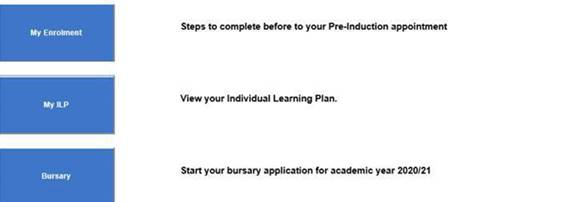 My Enrolment
Steps to complete before to your Pre-Induction appointment
My ILP
View your Individual Learning Plan.
Bursary
Start your bursary application for academic year 2020/21